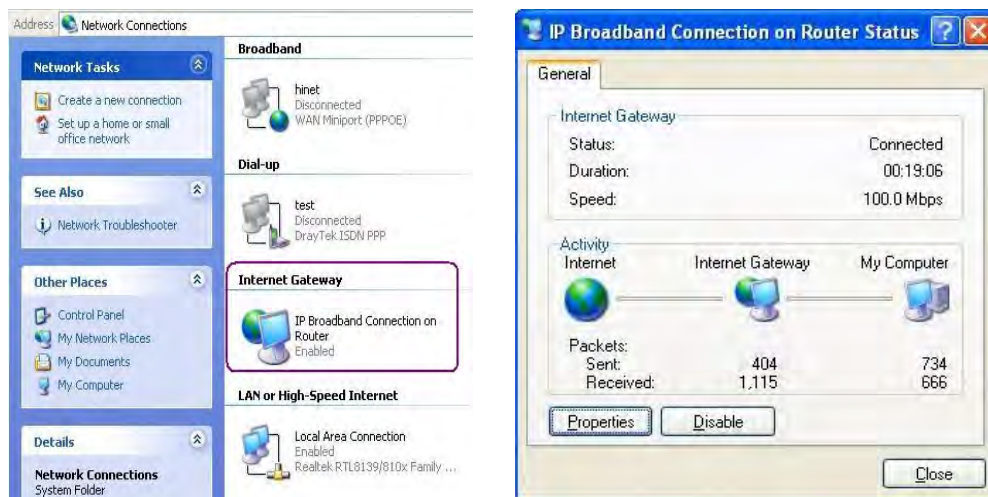 Address Network Connections
Network Tasks
Create a new connection
Set up a home or small
office network
See Also
Network Troubleshooter
Other Places
Control Panel
My Network Places
My Documents
My Computer
Details
Network Connections
System Folder
Broadband
hinet
Disconnected
WAN Miniport (PPPOE)
Dial-up
test
Disconnected
DrayTek ISDN PPP
Internet Gateway
IP Broadband Connection on
Router
Enabled
LAN or High-Speed Internet
Local Area Connection
Enabled
Realtek RTL8139/810x Family ...
IP Broadband Connection on Router Status
General
Internet Gateway
Status: Connected
Duration: 00:19:06
Speed: 100.0 Mbps
Activity
Internet Internet Gateway My Computer
Packets:
Sent: 404 734
Received: 1,115 666
Properties Disable
Close